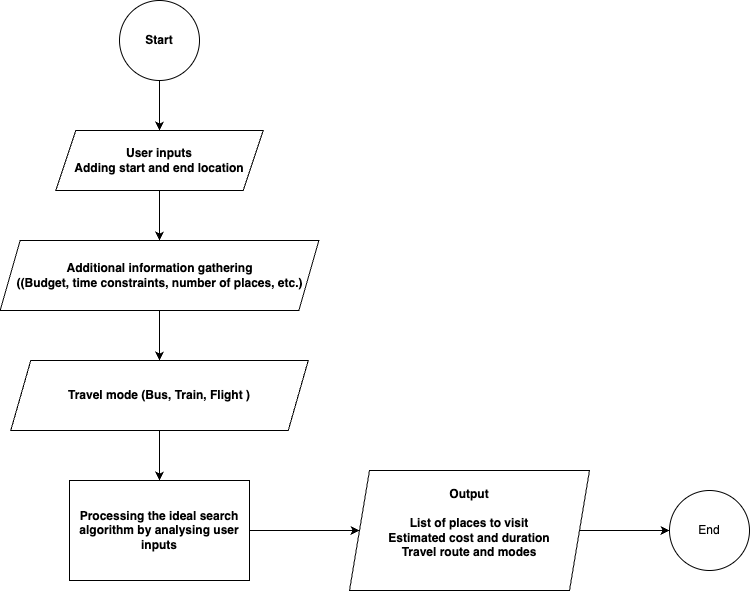 Start
User inputs
Adding start and end location
Additional information gathering
((Budget, time constraints, number of places, etc.)
Travel mode (Bus, Train, Flight )
Processing the ideal search
algorithm by analysing user
inputs
Output
List of places to visit
Estimated cost and duration
Travel route and modes
End